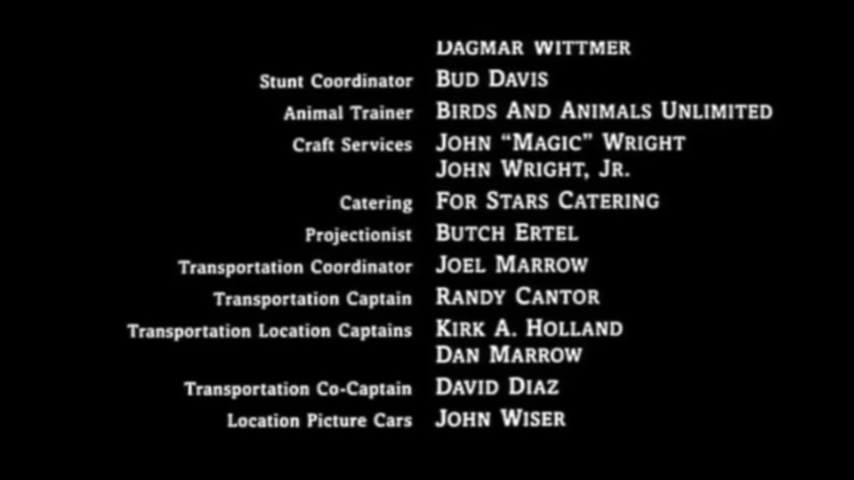 DAGMAR WITTMER
Stunt Coordinator BUD DAVIS
Animal Trainer BIRDS AND ANIMALS UNLIMITED
Craft Services JOHN “MAGIC” WRIGHT
JOHN WRIGHT, JR.
Catering FOR STARS CATERING
Projectionist BUTCH ERTEL
Transportation Coordinator JOEL MARROW
Transportation Captain RANDY CANTOR
Transportation Location Captains KIRK A. HOLLAND
DAN MARROW
Transportation Co-Captain DAVID DIAZ
Location Picture Cars JOHN WISER